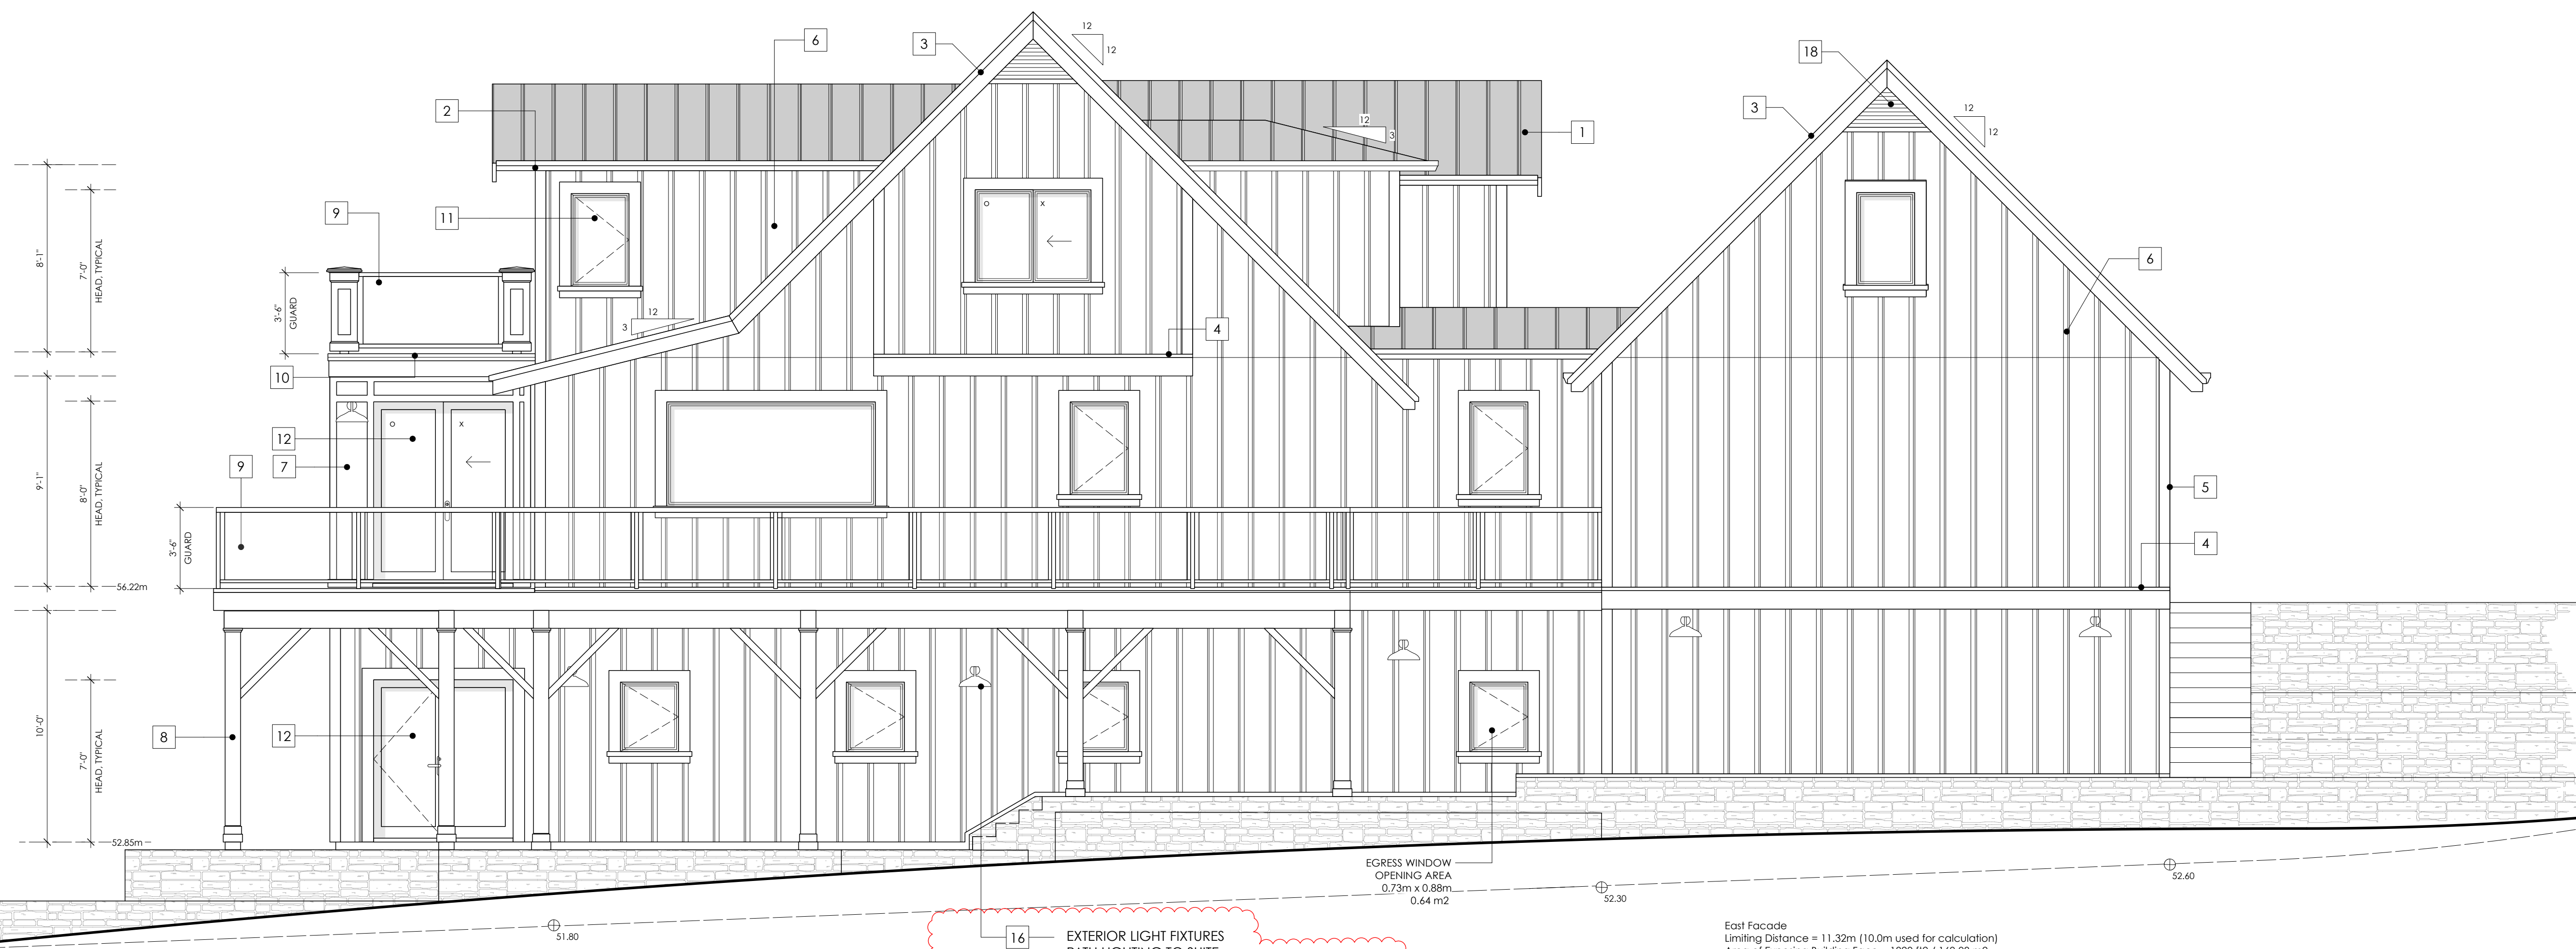 12
12
6
3
18
2
3
12
12
1
12
3
8'-1"
7'-0"
HEAD, TYPICAL
9
11
O
X
6
3'-6"
GUARD
12
3
4
10
12
O
X
9
7
9'-1"
8'-0"
HEAD, TYPICAL
5
3'-6"
GUARD
4
56.22m
10'-0"
7'-0"
HEAD, TYPICAL
8
12
52.85m
EGRESS WINDOW
OPENING AREA
0.73m x 0.88m
0.64 m2
52.60
52.30
51.80
16
EXTERIOR LIGHT FIXTURES
East Facade
Limiting Distance = 11.32m (10.0m used for calculation)